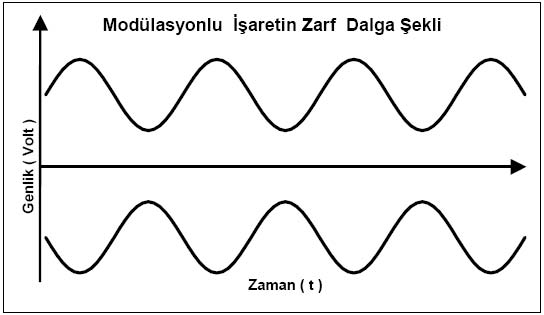 Modülasyonlu İşaretin Zarf Dalga Şekli
Genlik ( Volt )
Zaman ( t )